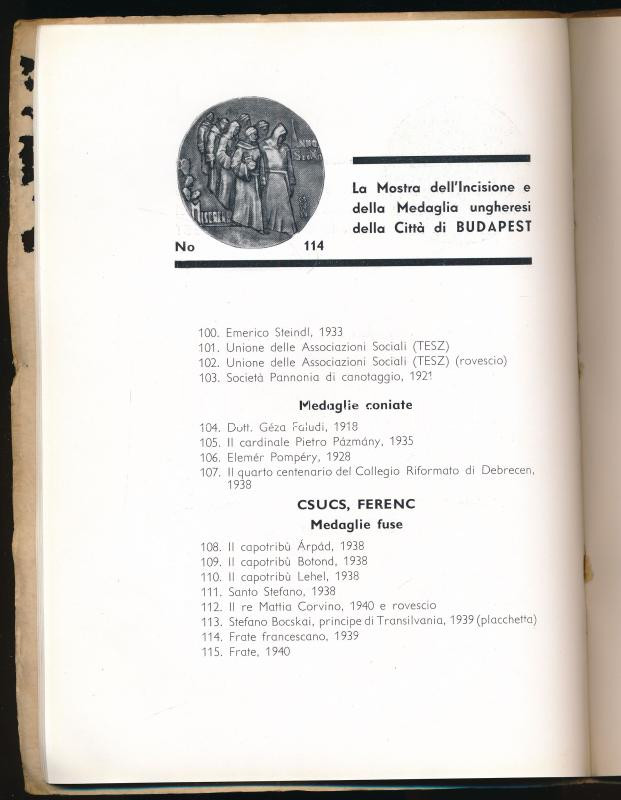 La Mostra dell'Incisione e
della Medaglia ungheresi
della Città di BUDAPEST
No 114
100. Emerico Steindl, 1933
101. Unione delle Associazioni Sociali (TESZ)
102. Unione delle Associazioni Sociali (TESZ) (rovescio)
103. Società Pannonia di canotaggio, 1921
Medaglie coniate
104. Dott. Géza Faludi, 1918
105. Il cardinale Pietro Pázmány, 1935
106. Elemér Pompéry, 1928
107. Il quarto centenario del Collegio Riformato di Debrecen,
1938
CSUCS, FERENC
Medaglie fuse
108. Il capotribù Árpád, 1938
109. Il capotribù Botond, 1938
110. Il capotribù Lehel, 1938
111. Santo Stefano, 1938
112. Il re Mattia Corvino, 1940 e rovescio
113. Stefano Bocskai, principe di Transilvania, 1939 (placchetta)
114. Frate francescano, 1939
115. Frate, 1940